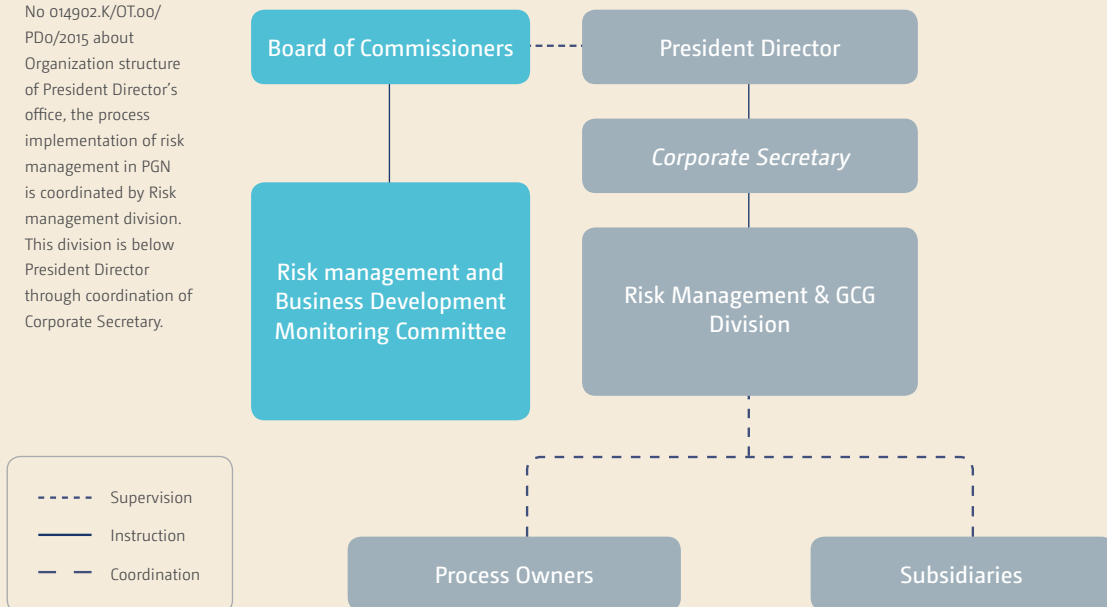 No 014902.K/OT.00/
PD0/2015 about
Organization structure
of President Director's
office, the process
implementation of risk
management in PGN
is coordinated by Risk
management division.
This division is below
President Director
through coordination of
Corporate Secretary.
Board of Commissioners
President Director
Corporate Secretary
Risk management and
Business Development
Monitoring Committee
Risk Management & GCG
Division
Supervision
Instruction
Coordination
Process Owners
Subsidiaries